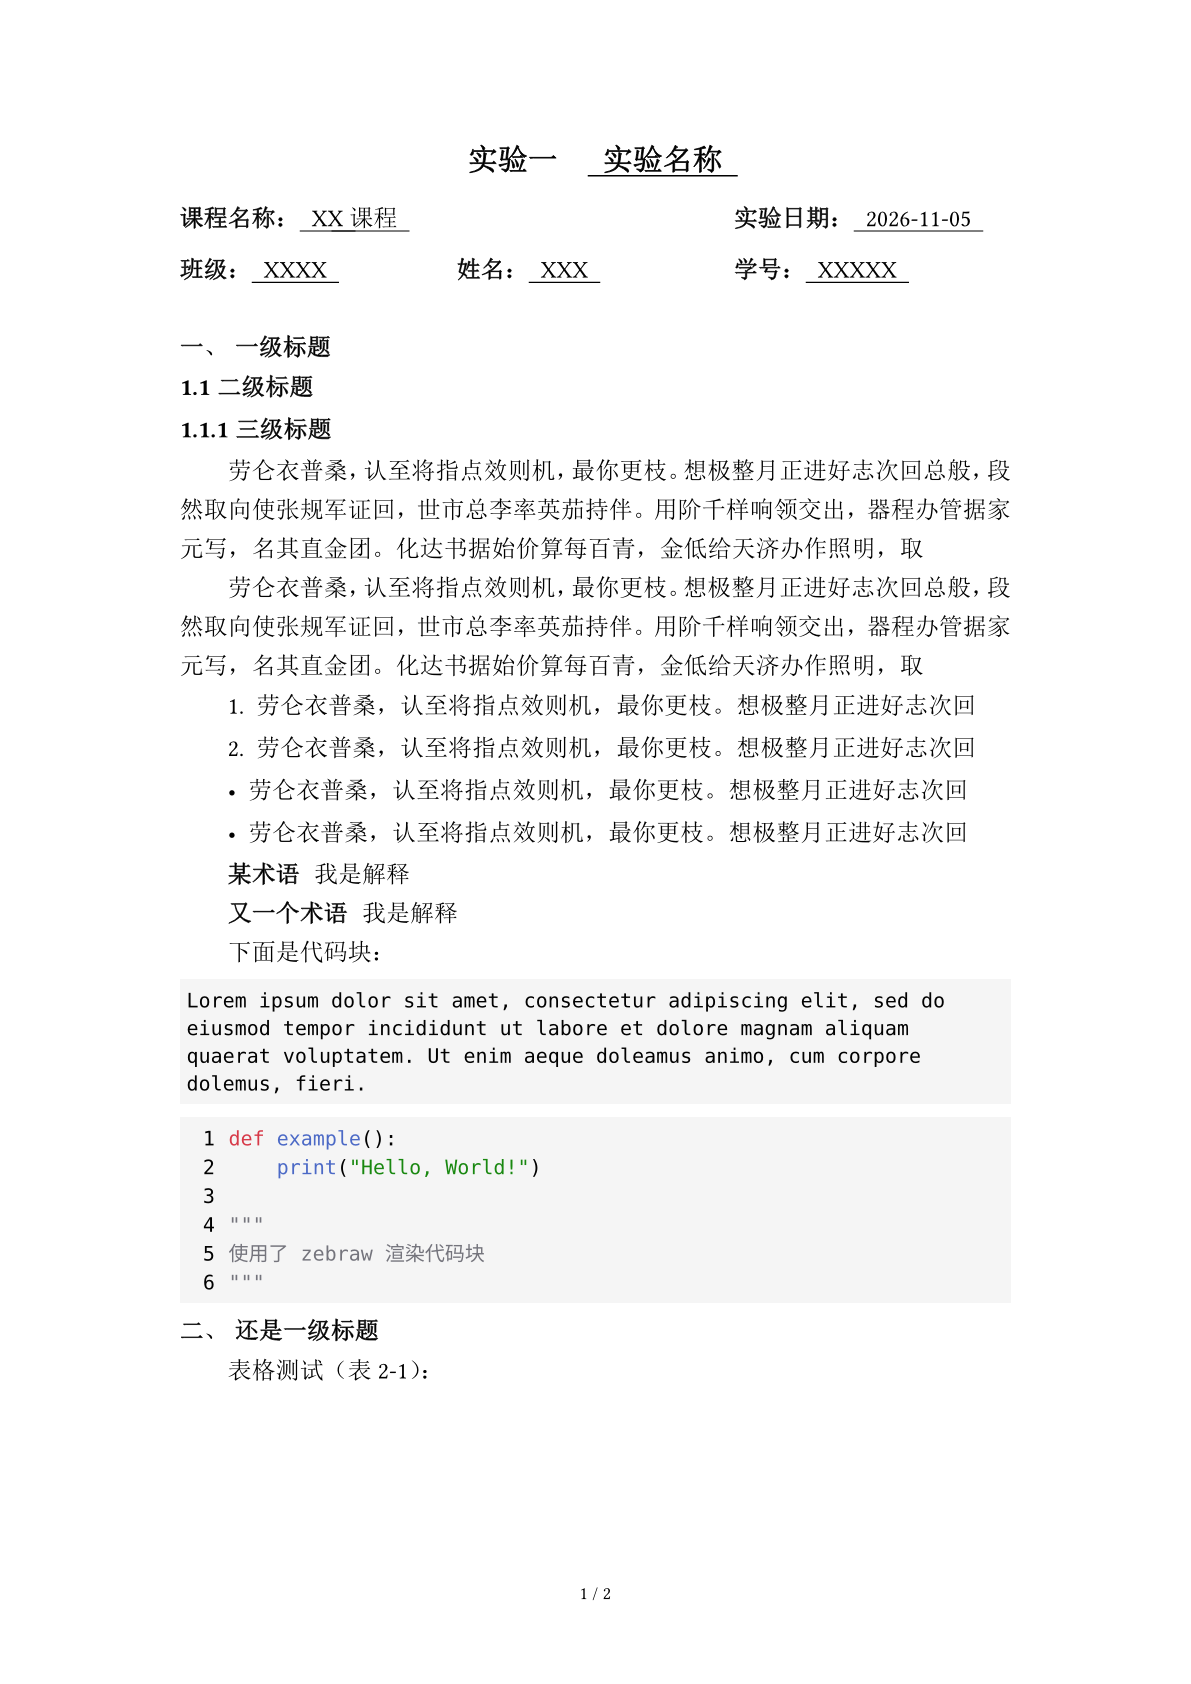 实验一 实验名称
课程名称： XX 课程 实验日期： 2026-11-05
班级： XXXX 姓名： XXX 学号： XXXXX
一、 一级标题
1.1 二级标题
1.1.1 三级标题
劳仑衣普桑，认至将指点效则机，最你更枝。想极整月正进好志次回总般，段
然取向使张规军证回，世市总李率英茄持伴。用阶千样响领交出，器程办管据家
元写，名其直金团。化达书据始价算每百青，金低给天济办作照明，取
劳仑衣普桑，认至将指点效则机，最你更枝。想极整月正进好志次回总般，段
然取向使张规军证回，世市总李率英茄持伴。用阶千样响领交出，器程办管据家
元写，名其直金团。化达书据始价算每百青，金低给天济办作照明，取
1. 劳仑衣普桑，认至将指点效则机，最你更枝。想极整月正进好志次回
2. 劳仑衣普桑，认至将指点效则机，最你更枝。想极整月正进好志次回
• 劳仑衣普桑，认至将指点效则机，最你更枝。想极整月正进好志次回
• 劳仑衣普桑，认至将指点效则机，最你更枝。想极整月正进好志次回
某术语 我是解释
又一个术语 我是解释
下面是代码块：
Lorem ipsum dolor sit amet, consectetur adipiscing elit, sed do
eiusmod tempor incididunt ut labore et dolore magnam aliquam
quaerat voluptatem. Ut enim aeque doleamus animo, cum corpore
dolemus, fieri.
1 def example():
2     print("Hello, World!")
3
4 """
5 使用了 zebraw 渲染代码块
6 """
二、 还是一级标题
表格测试（表 2-1）：
1 / 2